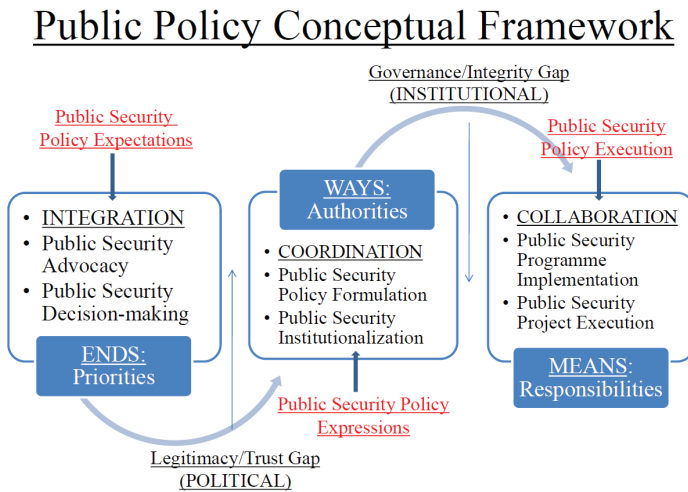 Public Policy Conceptual Framework
Governance/Integrity Gap
(INSTITUTIONAL)
Public Security
Policy Expectations
Public Security
Policy Execution
• INTEGRATION
• Public Security
Advocacy
• Public Security
Decision-making
ENDS:
Priorities
WAYS:
Authorities
• COORDINATION
• Public Security
Policy Formulation
• Public Security
Institutionalization
• COLLABORATION
• Public Security
Programme
Implementation
• Public Security
Project Execution
MEANS:
Responsibilities
Public Security Policy
Expressions
Legitimacy/Trust Gap
(POLITICAL)